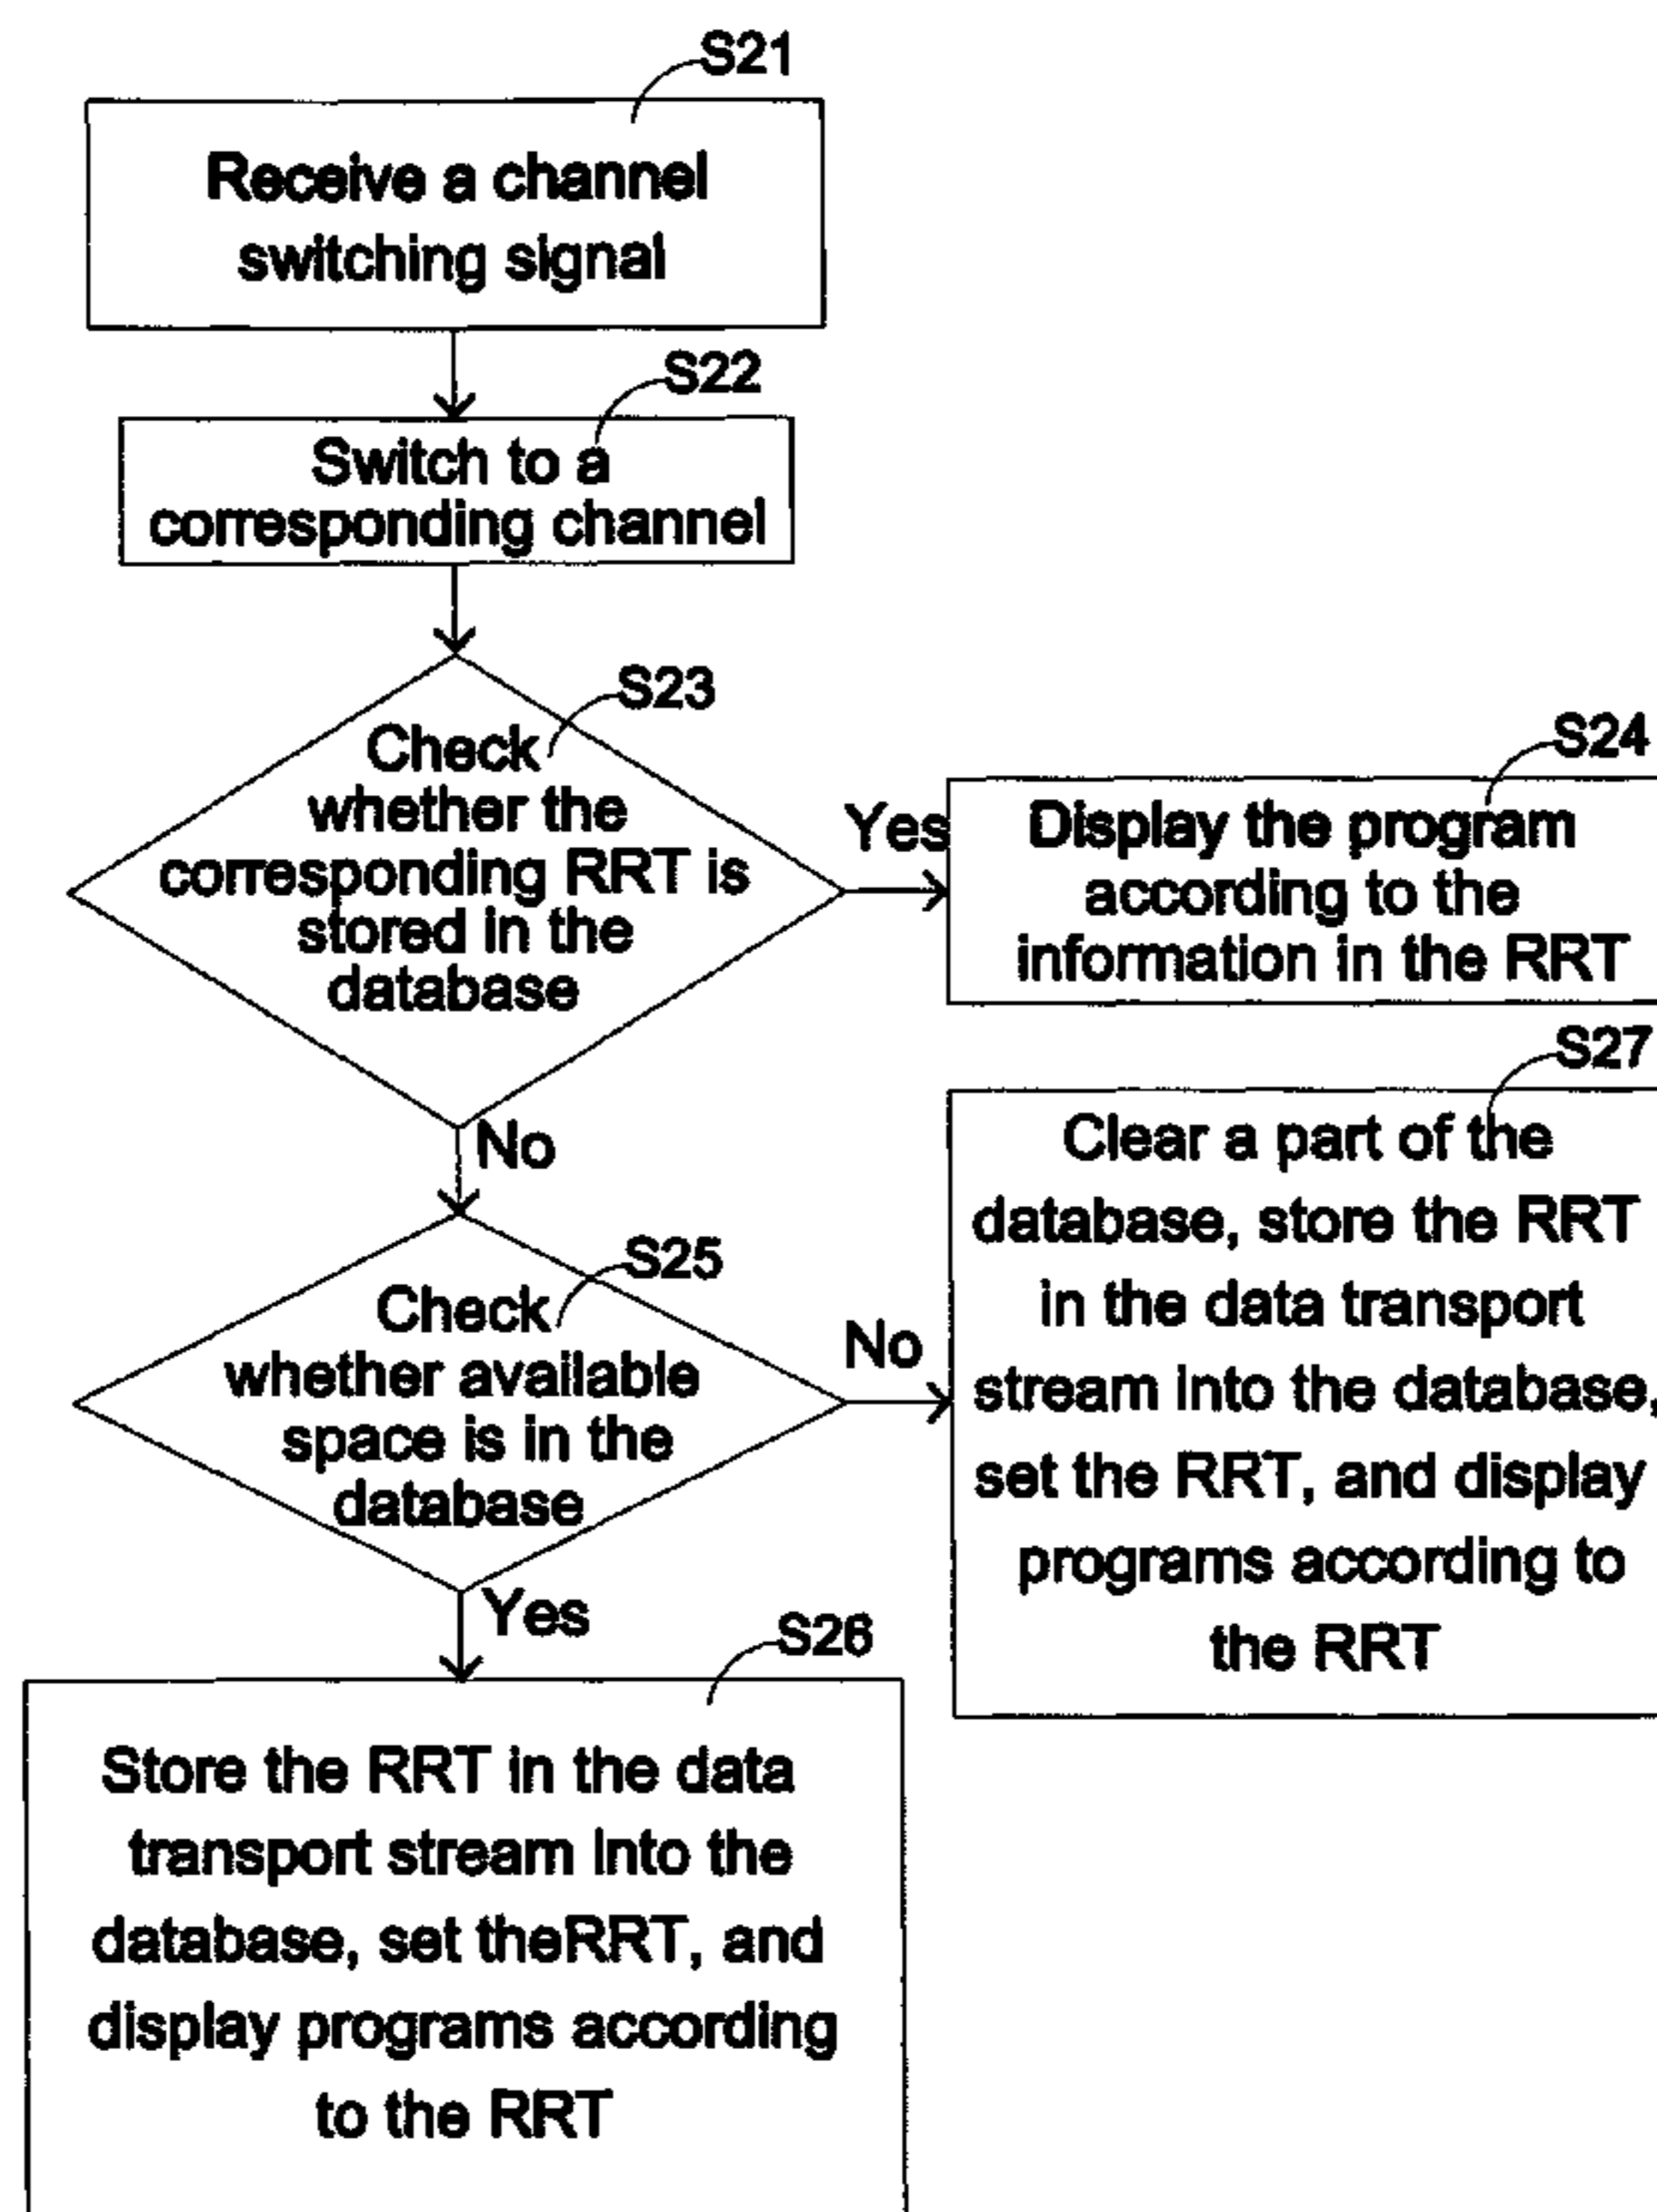 S21
Receive a channel
switching signal
S22
Switch to a
corresponding channel
S23
Check
whether the
corresponding RRT is
stored in the
database
Yes
S24
Display the program
according to the
information in the RRT
No
S25
Check
whether available
space is in the
database
No
S27
Clear a part of the
database, store the RRT
in the data transport
stream into the database,
set the RRT, and display
programs according to
the RRT
Yes
S26
Store the RRT in the data
transport stream into the
database, set theRRT, and
display programs according
to the RRT